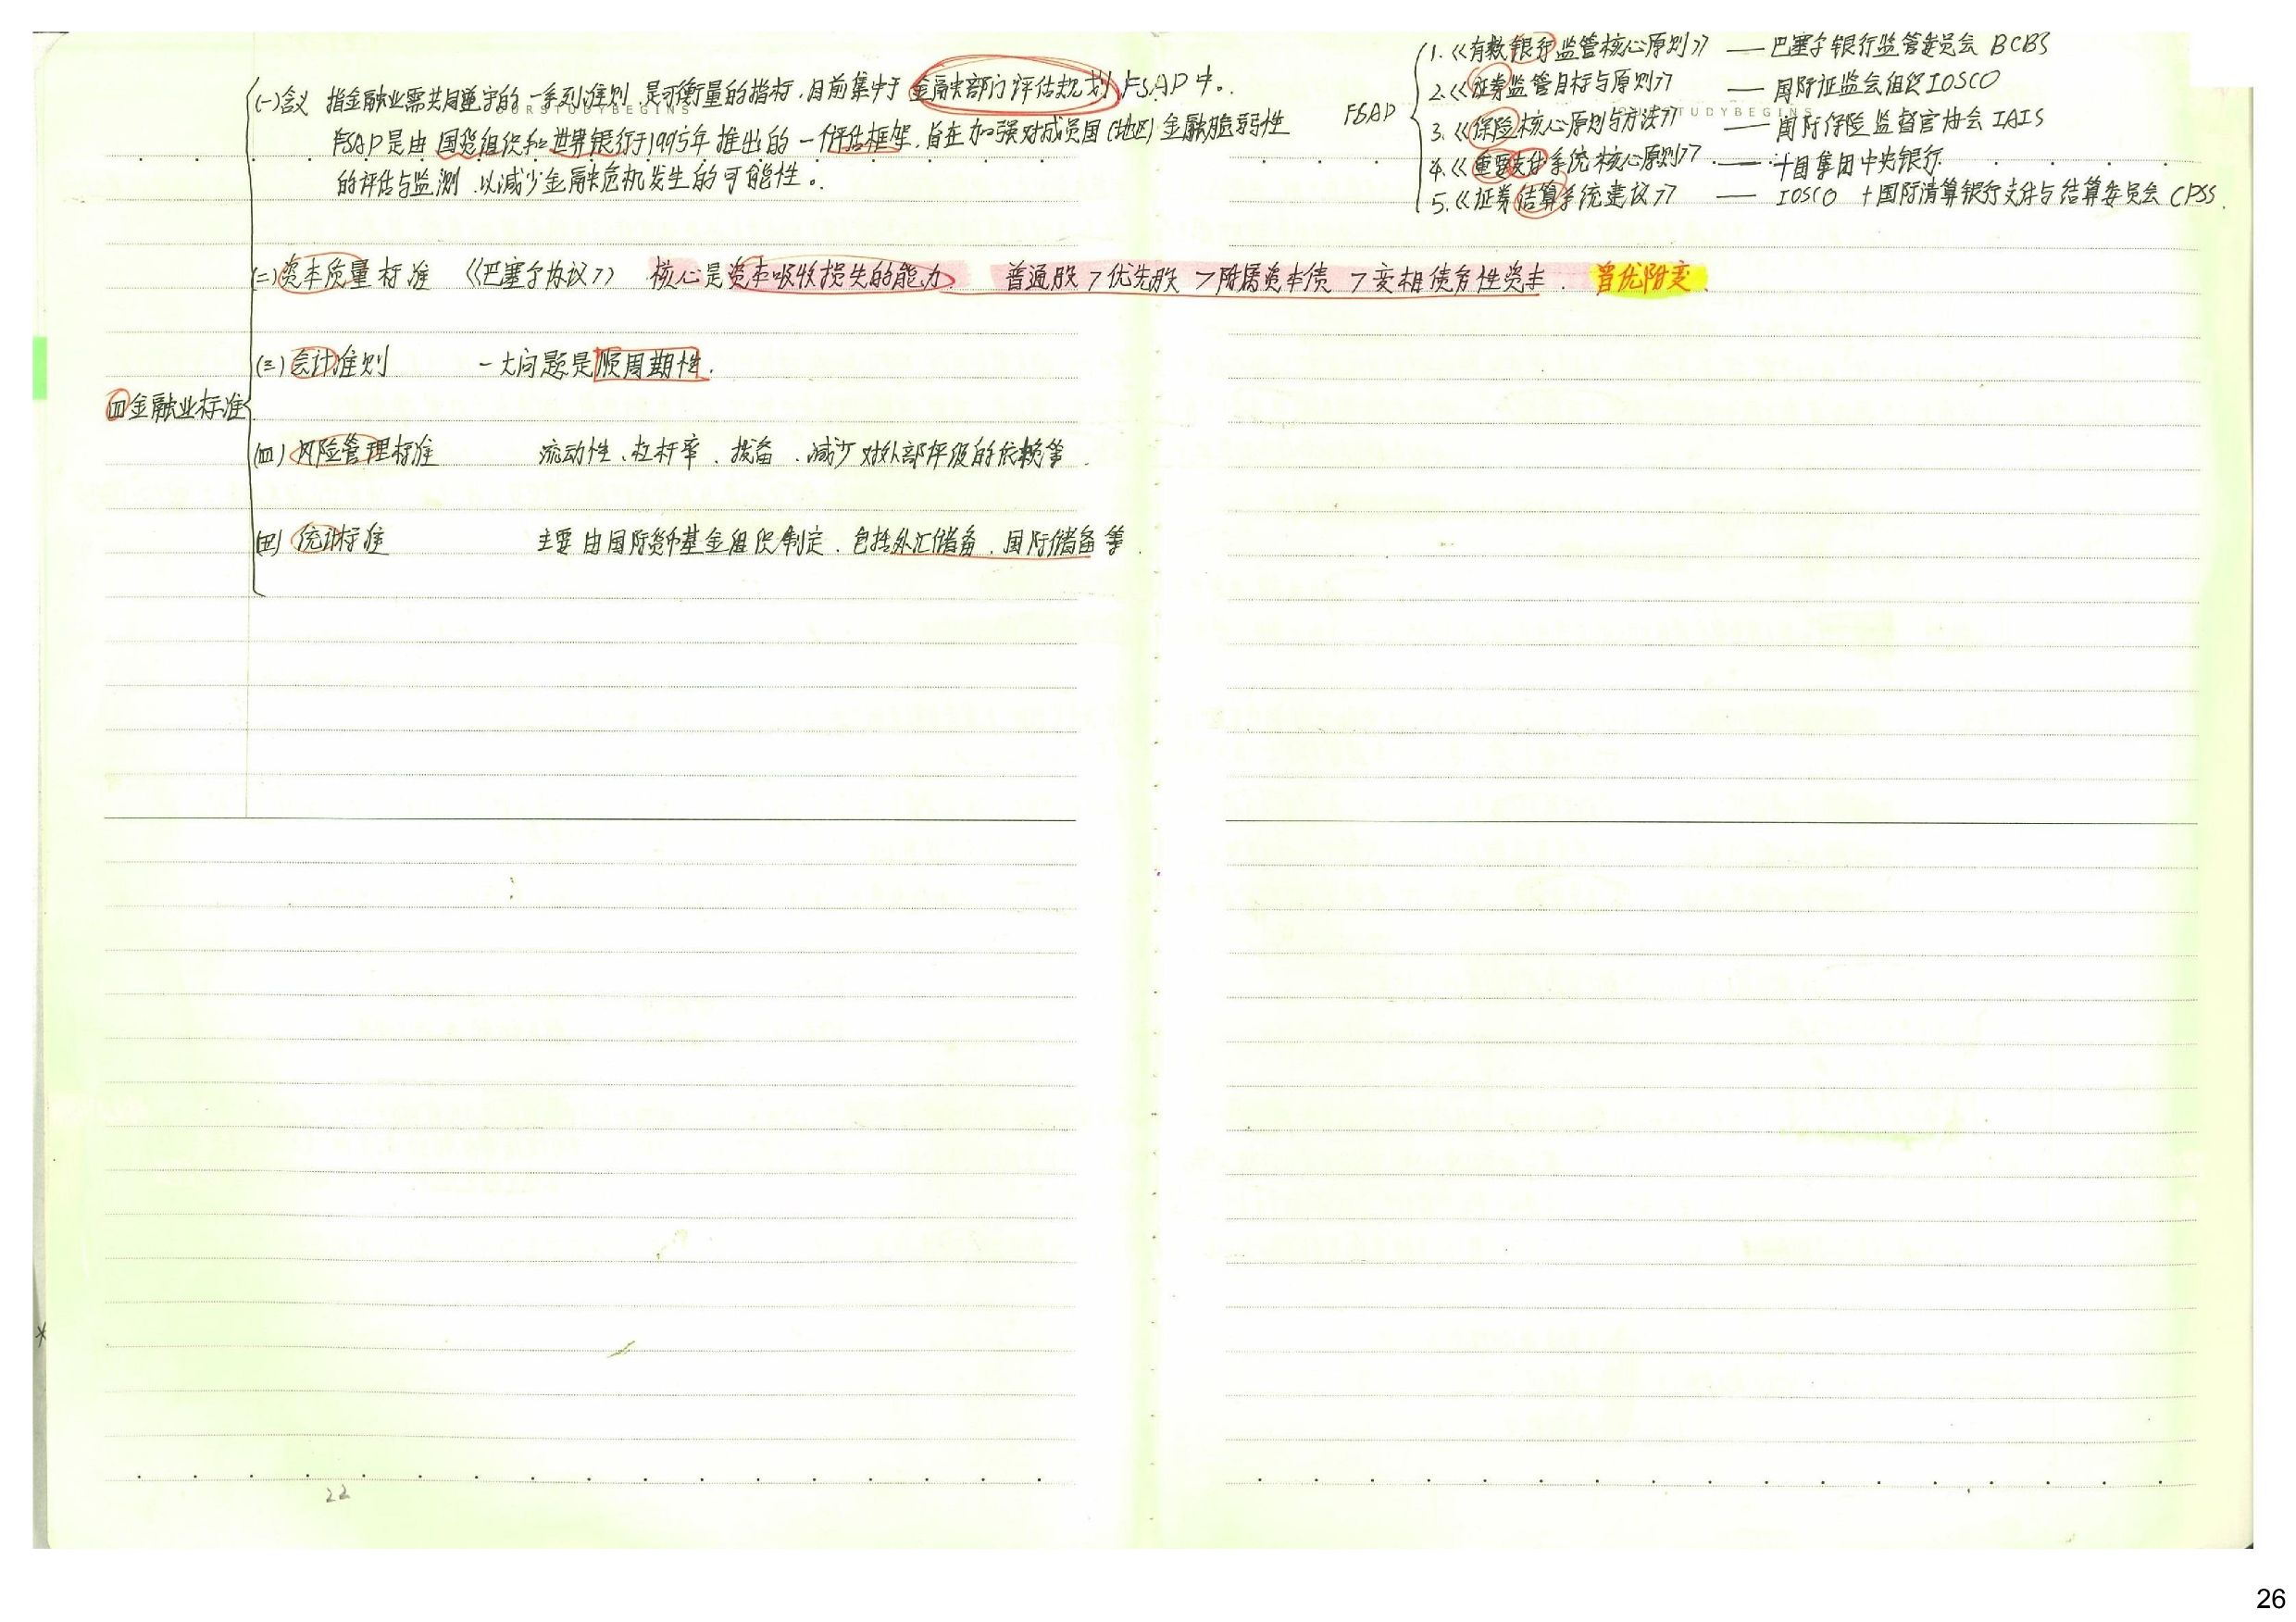 (一)含义 指金融业需共同遵守的一系列准则,是可衡量的指标,目前集中于金融部门评估规划FSAP中。
OURSTUDYBEGINS
FSAP是由国货组织和世界银行于1995年推出的一个评估框架,旨在加强对成员国(地区)金融脆弱性
的评估与监测,以减少金融危机发生的可能性。
FSAP
1.《有效银行监管核心原则》 —— 巴塞尔银行监管委员会 BCBS
2.《证券监管目标与原则》 —— 国际证监会组织IOSCO
3.《保险核心原则与方法》 —— 国际保险监督官协会 IAIS
TUDYBEGINS
4.《重要支付系统核心原则》 —— 十国集团中央银行
5.《证券结算系统建议》 —— IOSCO +国际清算银行支付与结算委员会 CPSS.
(二)资本质量标准 《巴塞尔协议》 核心是资本吸收损失的能力 普通股>优先股>附属资本债>变相债务性资本. 普优附变.
(三)会计准则 一大问题是顺周期性.
四金融业标准
(四)风险管理标准 流动性、杠杆率、拨备、减少对外部评级的依赖等.
(五)统计标准 主要由国际货币基金组织制定,包括外汇储备、国际储备等.
22
26